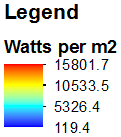 Legend
Watts per m2
15801.7
10533.5
5326.4
119.4